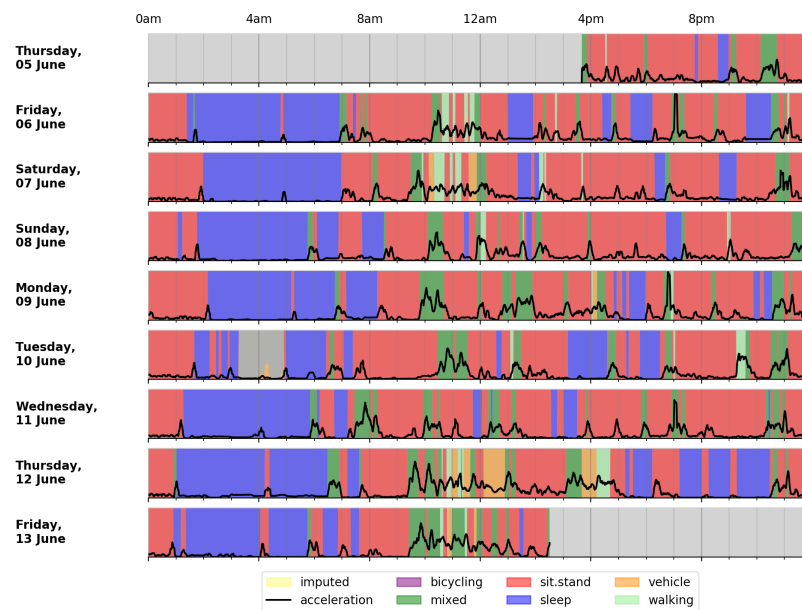 0am 4am 8am 12am 4pm 8pm
Thursday,
05 June
Friday,
06 June
Saturday,
07 June
Sunday,
08 June
Monday,
09 June
Tuesday,
10 June
Wednesday,
11 June
Thursday,
12 June
Friday,
13 June
imputed bicycling sit.stand vehicle
acceleration mixed sleep walking